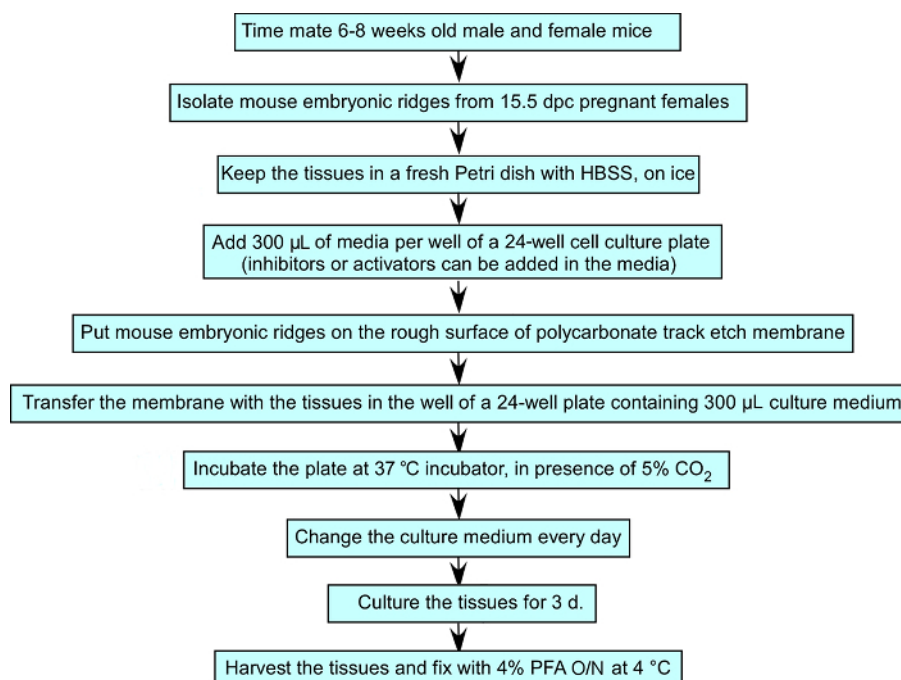 Time mate 6-8 weeks old male and female mice
Isolate mouse embryonic ridges from 15.5 dpc pregnant females
Keep the tissues in a fresh Petri dish with HBSS, on ice
Add 300 µL of media per well of a 24-well cell culture plate
(inhibitors or activators can be added in the media)
Put mouse embryonic ridges on the rough surface of polycarbonate track etch membrane
Transfer the membrane with the tissues in the well of a 24-well plate containing 300 µL culture medium
Incubate the plate at 37 °C incubator, in presence of 5% CO₂
Change the culture medium every day
Culture the tissues for 3 d.
Harvest the tissues and fix with 4% PFA O/N at 4 °C